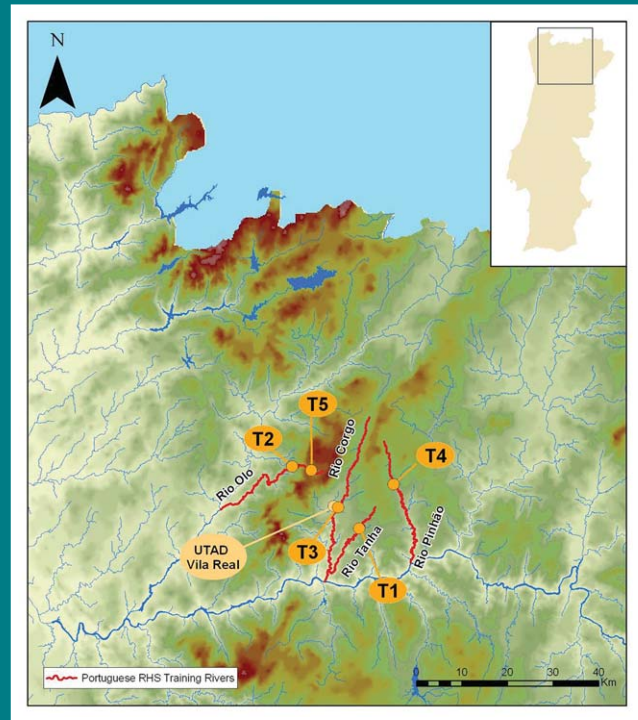 N
T5
T2
Rio Corgo
T4
Rio Olo
UTAD
Vila Real
T3
Rio Tanha
Rio Pinhão
T1
Portuguese RHS Training Rivers
0 10 20 30 40
Km